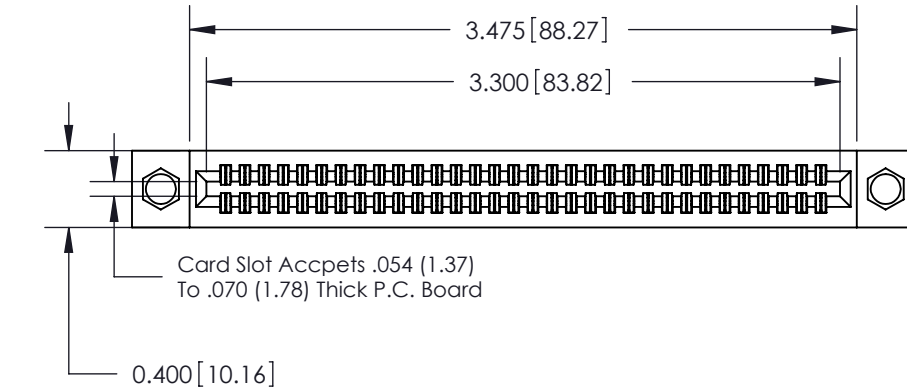 3.475[88.27]
3.300[83.82]
Card Slot Accpets .054 (1.37)
To .070 (1.78) Thick P.C. Board
0.400[10.16]